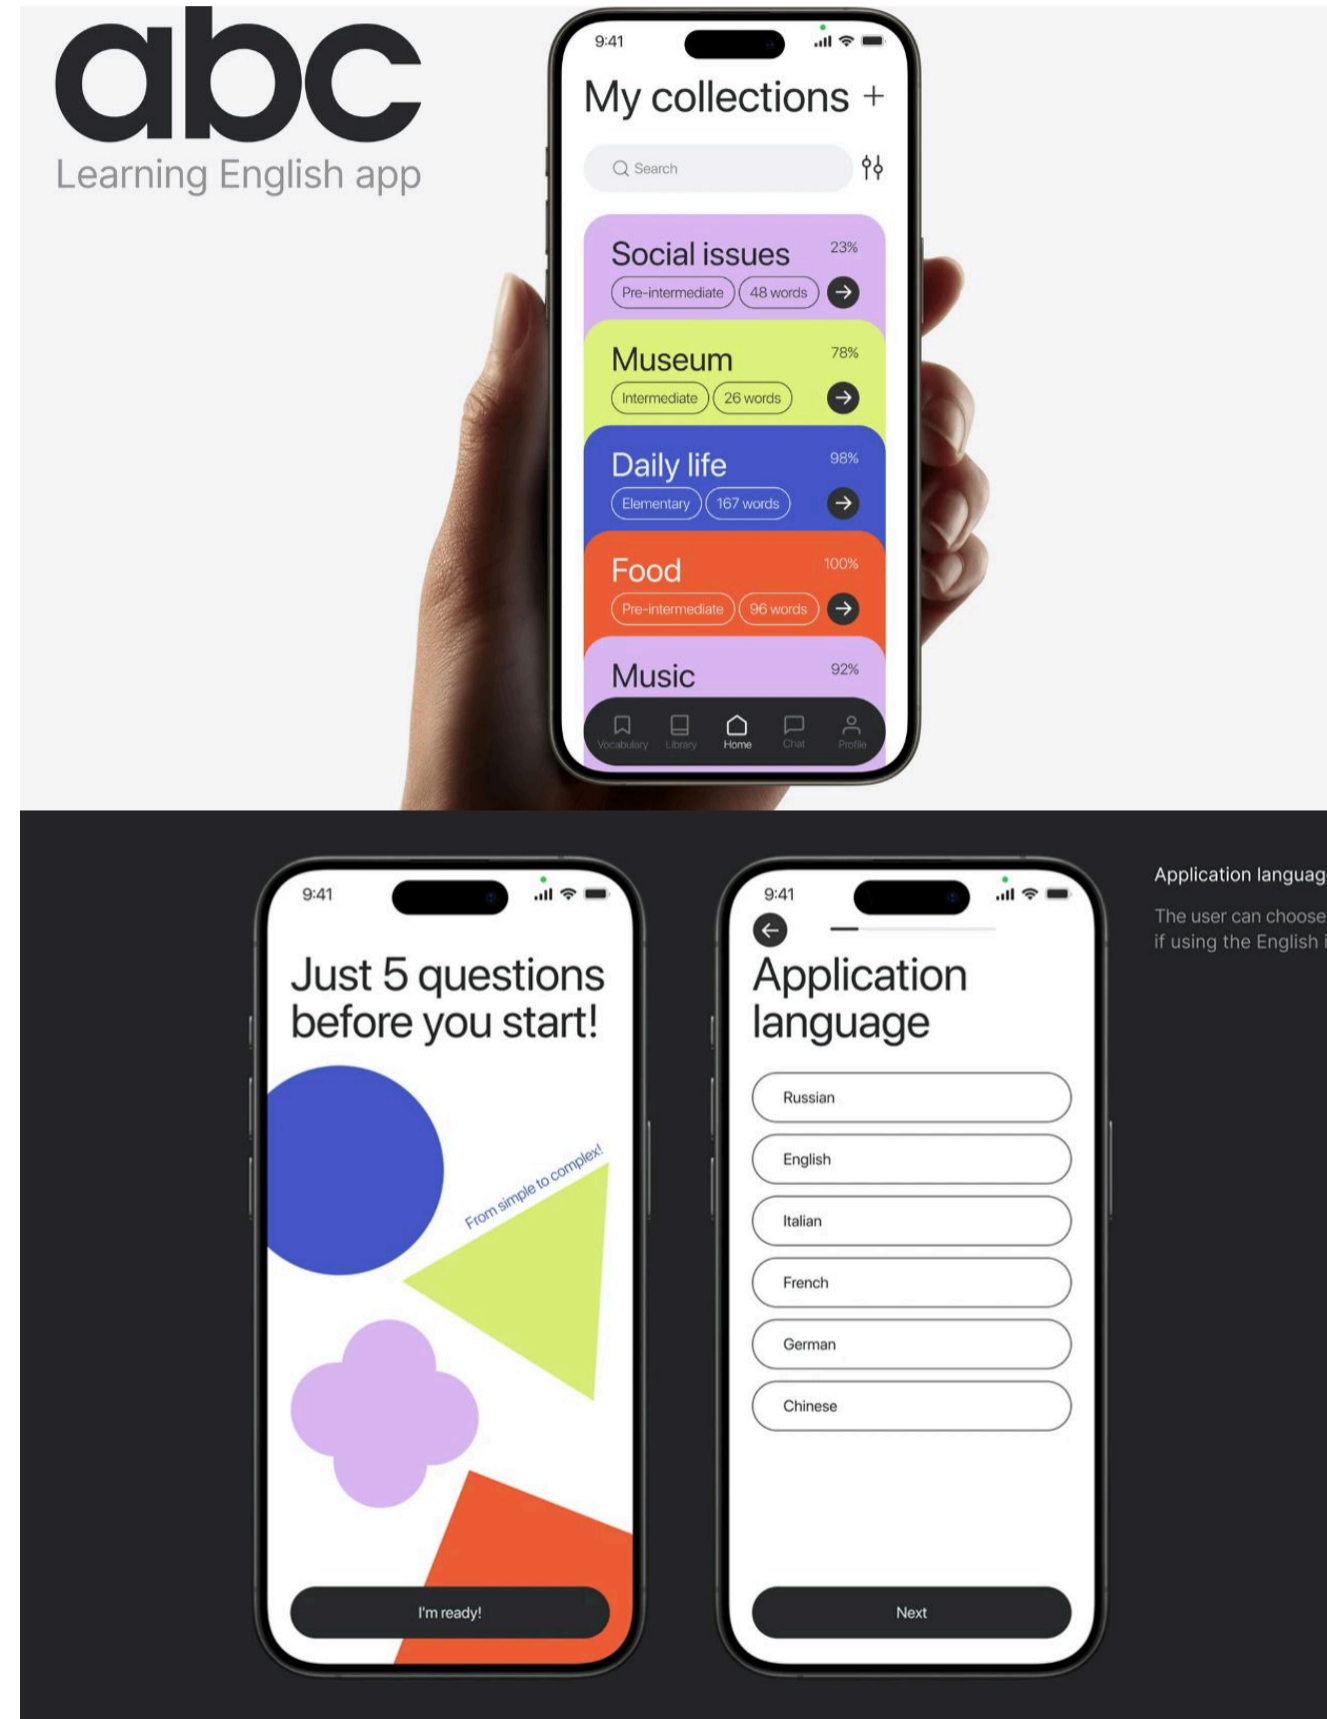 abc
Learning English app
9:41
My collections +
Search
Social issues 23%
Pre-intermediate 48 words
Museum 78%
Intermediate 26 words
Daily life 98%
Elementary 167 words
Food 100%
Pre-intermediate 96 words
Music 92%
Vocabulary Library Home Chat Profile
9:41
Just 5 questions
before you start!
From simple to complex!
I'm ready!
9:41
Application
language
Russian
English
Italian
French
German
Chinese
Next
Application languag
The user can choose
if using the English i